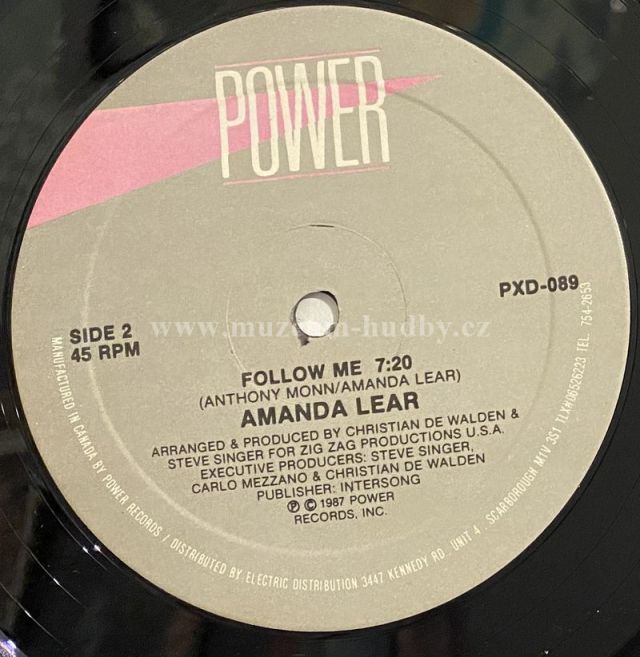 POWER
PXD-089
SIDE 2
45 RPM
www.muzeum-hudby.cz
FOLLOW ME 7:20
(ANTHONY MONN/AMANDA LEAR)
AMANDA LEAR
ARRANGED & PRODUCED BY CHRISTIAN DE WALDEN &
STEVE SINGER FOR ZIG ZAG PRODUCTIONS U.S.A.
EXECUTIVE PRODUCERS: STEVE SINGER,
CARLO MEZZANO & CHRISTIAN DE WALDEN
PUBLISHER: INTERSONG
℗ © 1987 POWER
RECORDS, INC.
MANUFACTURED IN CANADA BY POWER RECORDS / DISTRIBUTED BY ELECTRIC DISTRIBUTION 3447 KENNEDY RD., UNIT 4, SCARBOROUGH M1V 3S1 TLX#06526223 TEL. 754-2653